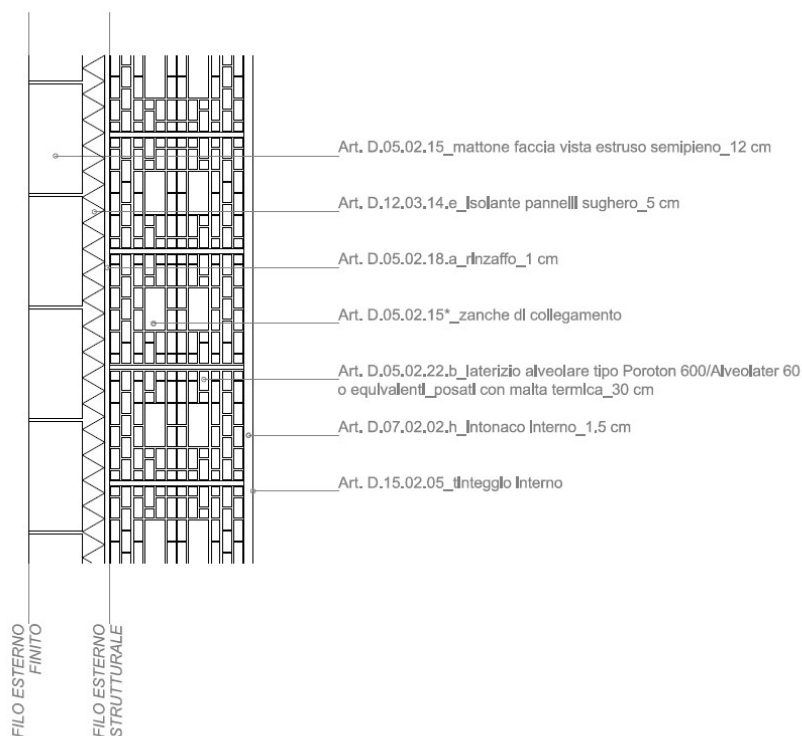 Art. D.05.02.15_mattone faccia vista estruso semipieno_12 cm
Art. D.12.03.14.e_Isolante pannelli sughero_5 cm
Art. D.05.02.18.a_rinzaffo_1 cm
Art. D.05.02.15*_zanche di collegamento
Art. D.05.02.22.b_laterizio alveolare tipo Poroton 600/Alveolater 60
o equivalenti_posati con malta termica_30 cm
Art. D.07.02.02.h_Intonaco Interno_1.5 cm
Art. D.15.02.05_tinteggio Interno
FILO ESTERNO
FINITO
FILO ESTERNO
STRUTTURALE